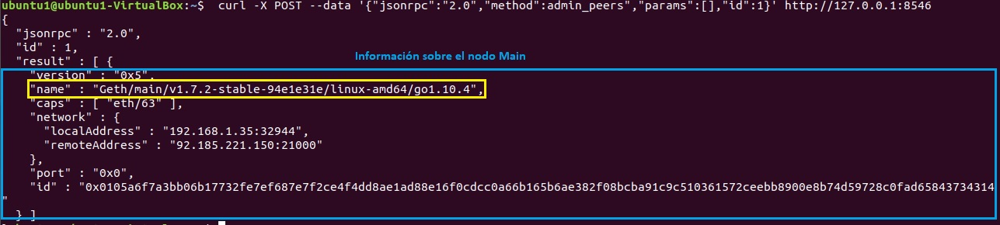 ubuntu1@ubuntu1-VirtualBox:~$ curl -X POST --data '{"jsonrpc":"2.0","method":admin_peers","params":[],"id":1}' http://127.0.0.1:8546
{
"jsonrpc" : "2.0",
"id" : 1,
"result" : [ {
Información sobre el nodo Main
"version" : "0x5",
"name" : "Geth/main/v1.7.2-stable-94e1e31e/linux-amd64/go1.10.4",
"caps" : [ "eth/63" ],
"network" : {
"localAddress" : "192.168.1.35:32944",
"remoteAddress" : "92.185.221.150:21000"
},
"port" : "0x0",
"id" : "0x0105a6f7a3bb06b17732fe7ef687e7f2ce4f4dd8ae1ad88e16f0cdcc0a66b165b6ae382f08bcba91c9c510361572ceebb8900e8b74d59728c0fad65843734314
"
} ]